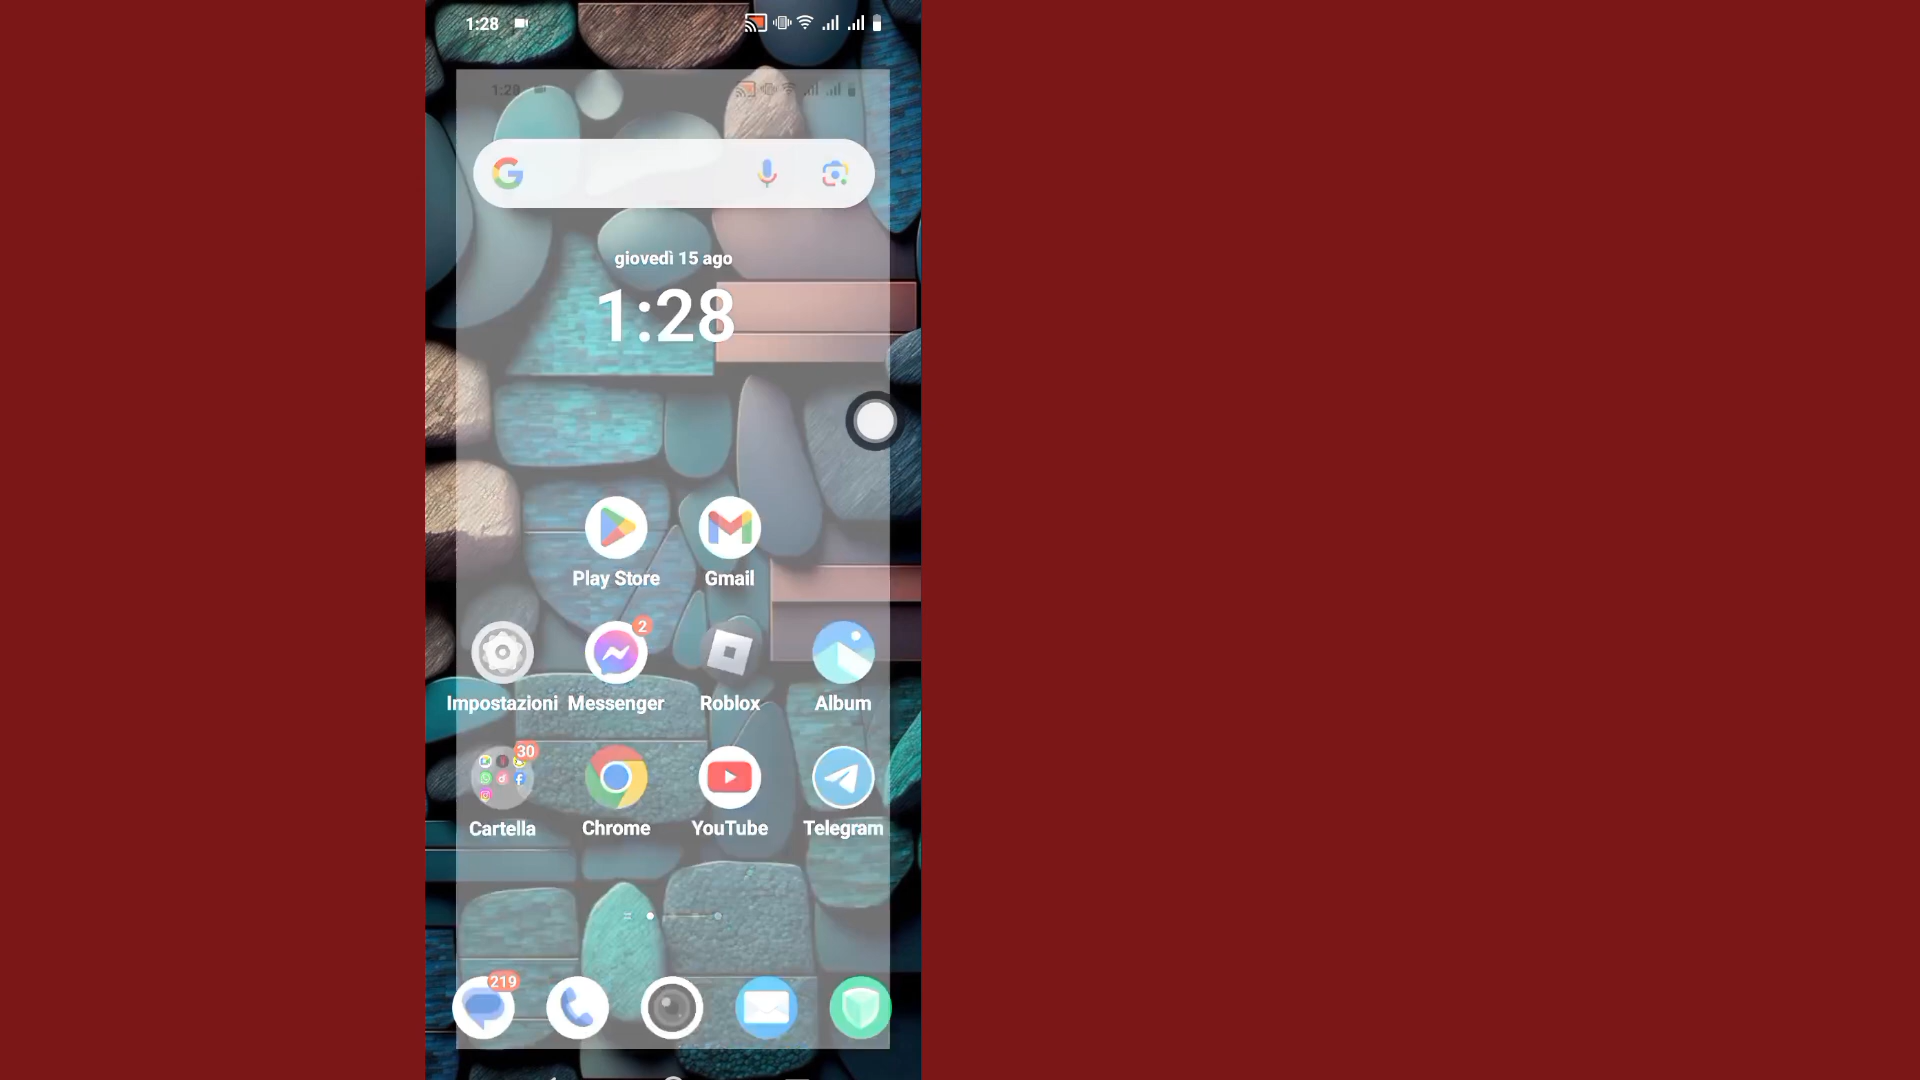 1:28
1:28
giovedì 15 ago
1:28
Play Store Gmail
2
Impostazioni Messenger Roblox Album
30
Cartella Chrome YouTube Telegram
219